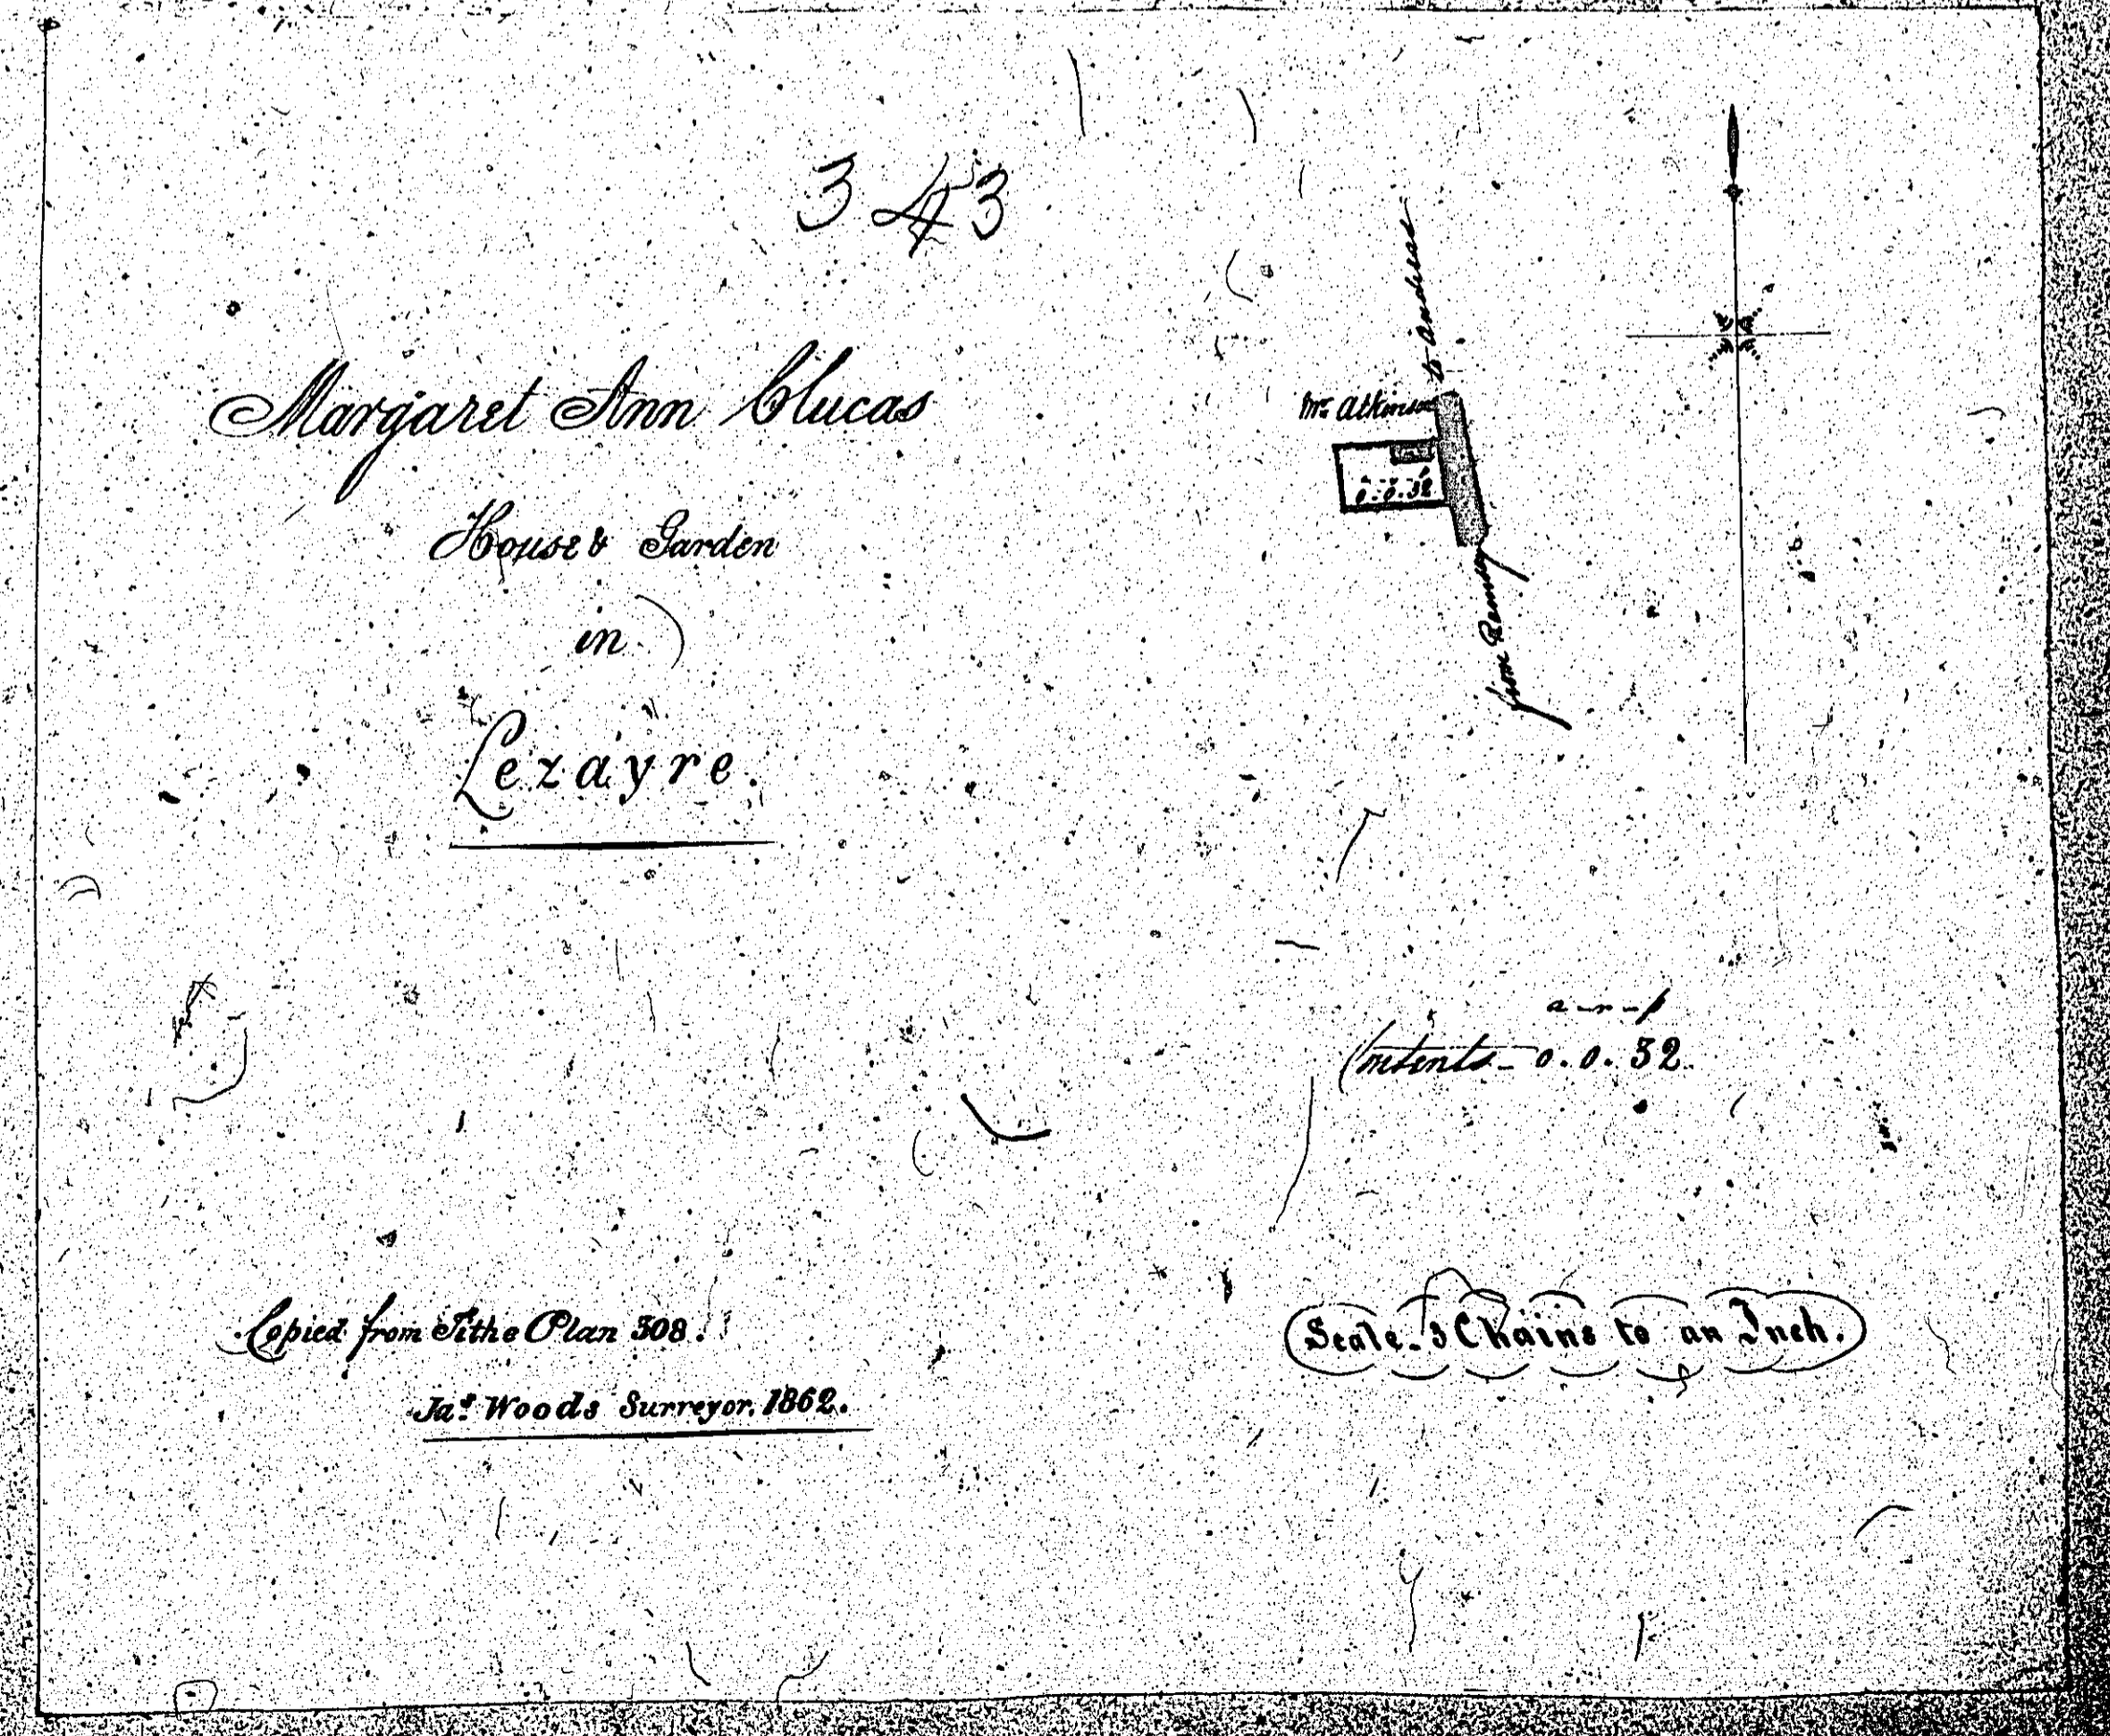 343
Margaret Ann Clucas
House & Garden
in
Lezayre.
to Andreas
Mr. Atkinson
0.0.32
from Ramsey
a - r - p
Contents - 0.0.32.
Copied from Tithe Plan 308.
Jas. Woods Surveyor. 1862.
Scale. 3 Chains to an Inch.